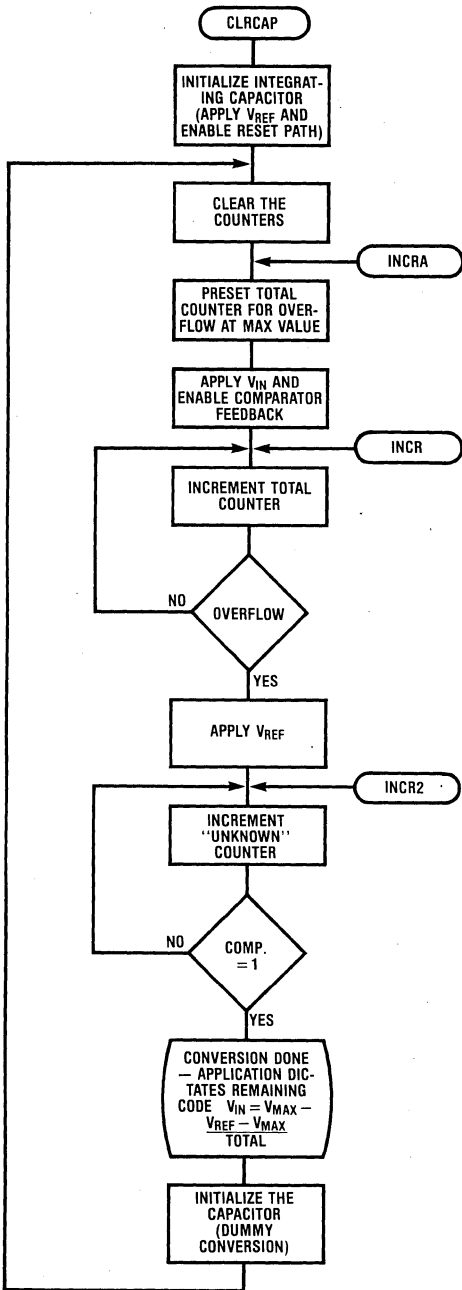 CLRCAP
INITIALIZE INTEGRAT-
ING CAPACITOR
(APPLY VREF AND
ENABLE RESET PATH)
CLEAR THE
COUNTERS
INCRA
PRESET TOTAL
COUNTER FOR OVER-
FLOW AT MAX VALUE
APPLY VIN AND
ENABLE COMPARATOR
FEEDBACK
INCR
INCREMENT TOTAL
COUNTER
NO
OVERFLOW
YES
APPLY VREF
INCR2
INCREMENT
"UNKNOWN"
COUNTER
NO
COMP.
= 1
YES
CONVERSION DONE
— APPLICATION DIC-
TATES REMAINING
CODE VIN = VMAX —
VREF – VMAX
TOTAL
INITIALIZE THE
CAPACITOR
(DUMMY
CONVERSION)